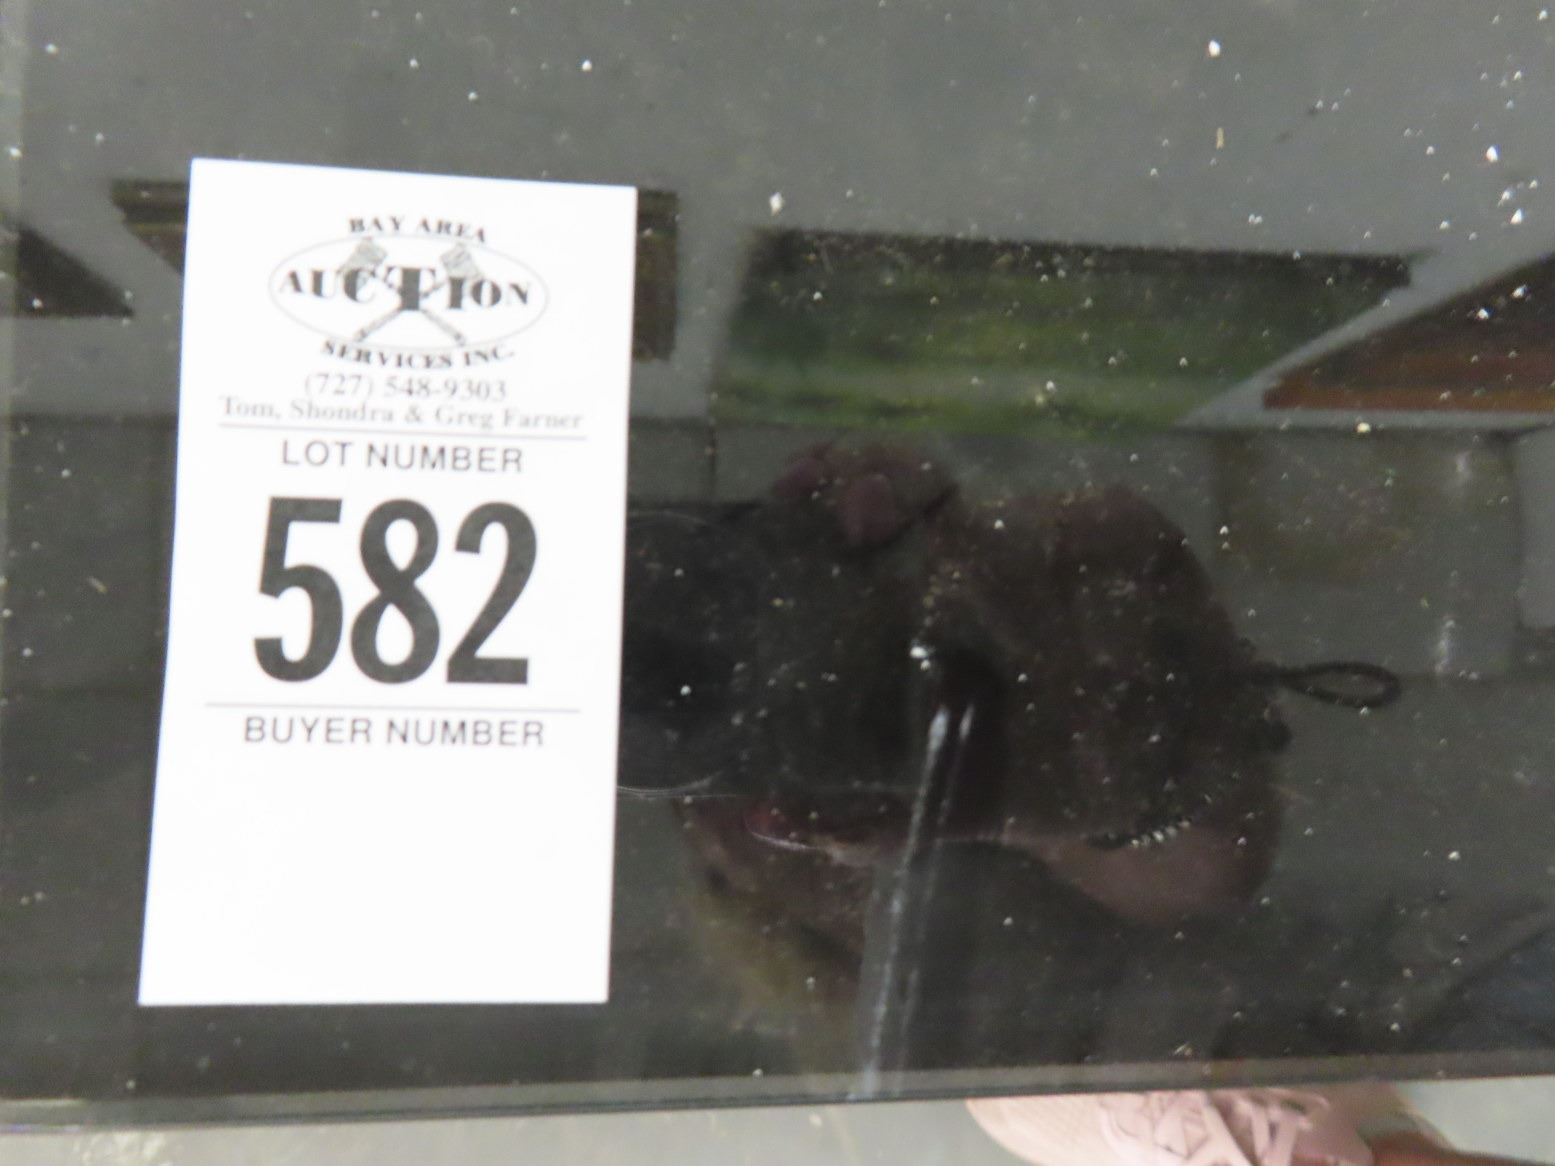 BAY AREA
AUCTION
SERVICES INC.
(727) 548-9303
Tom, Shondra & Greg Farner
LOT NUMBER
582
BUYER NUMBER